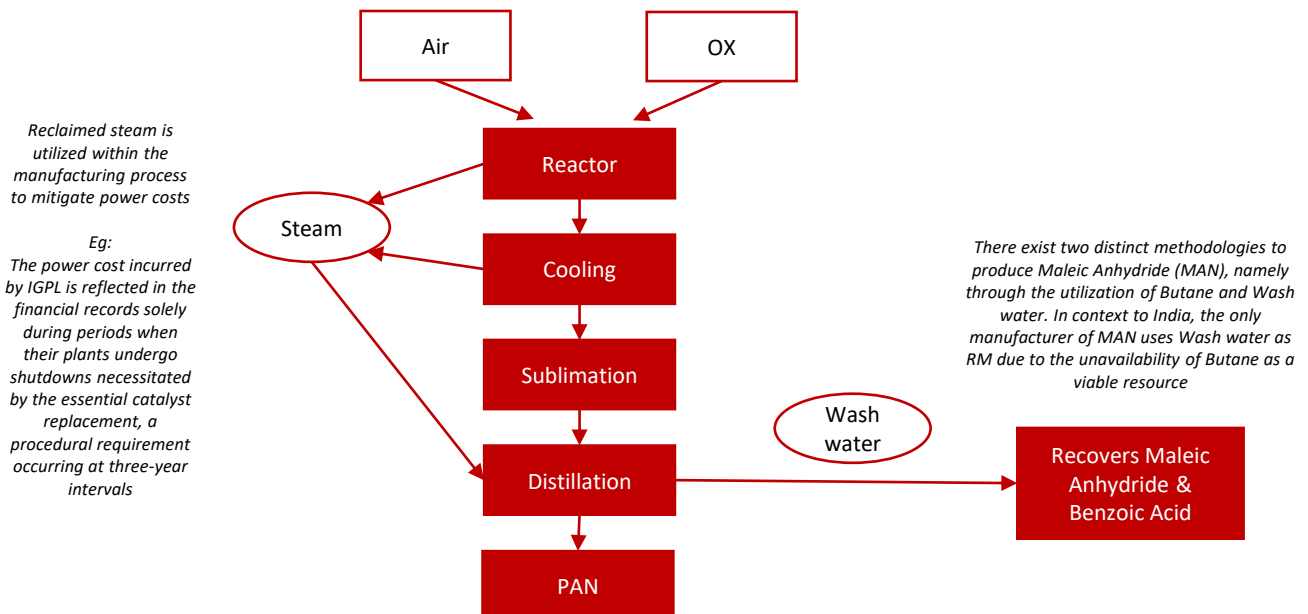 Air
OX
Reclaimed steam is
utilized within the
manufacturing process
to mitigate power costs
Eg:
The power cost incurred
by IGPL is reflected in the
financial records solely
during periods when
their plants undergo
shutdowns necessitated
by the essential catalyst
replacement, a
procedural requirement
occurring at three-year
intervals
Reactor
Steam
Cooling
Sublimation
Distillation
PAN
There exist two distinct methodologies to
produce Maleic Anhydride (MAN), namely
through the utilization of Butane and Wash
water. In context to India, the only
manufacturer of MAN uses Wash water as
RM due to the unavailability of Butane as a
viable resource
Wash
water
Recovers Maleic
Anhydride &
Benzoic Acid